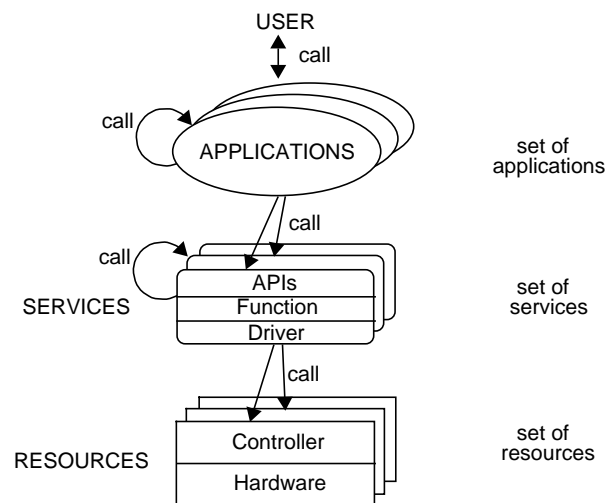 USER
call
call
APPLICATIONS
set of
applications
call
call
APIs
SERVICES
Function
Driver
set of
services
call
Controller
RESOURCES
Hardware
set of
resources